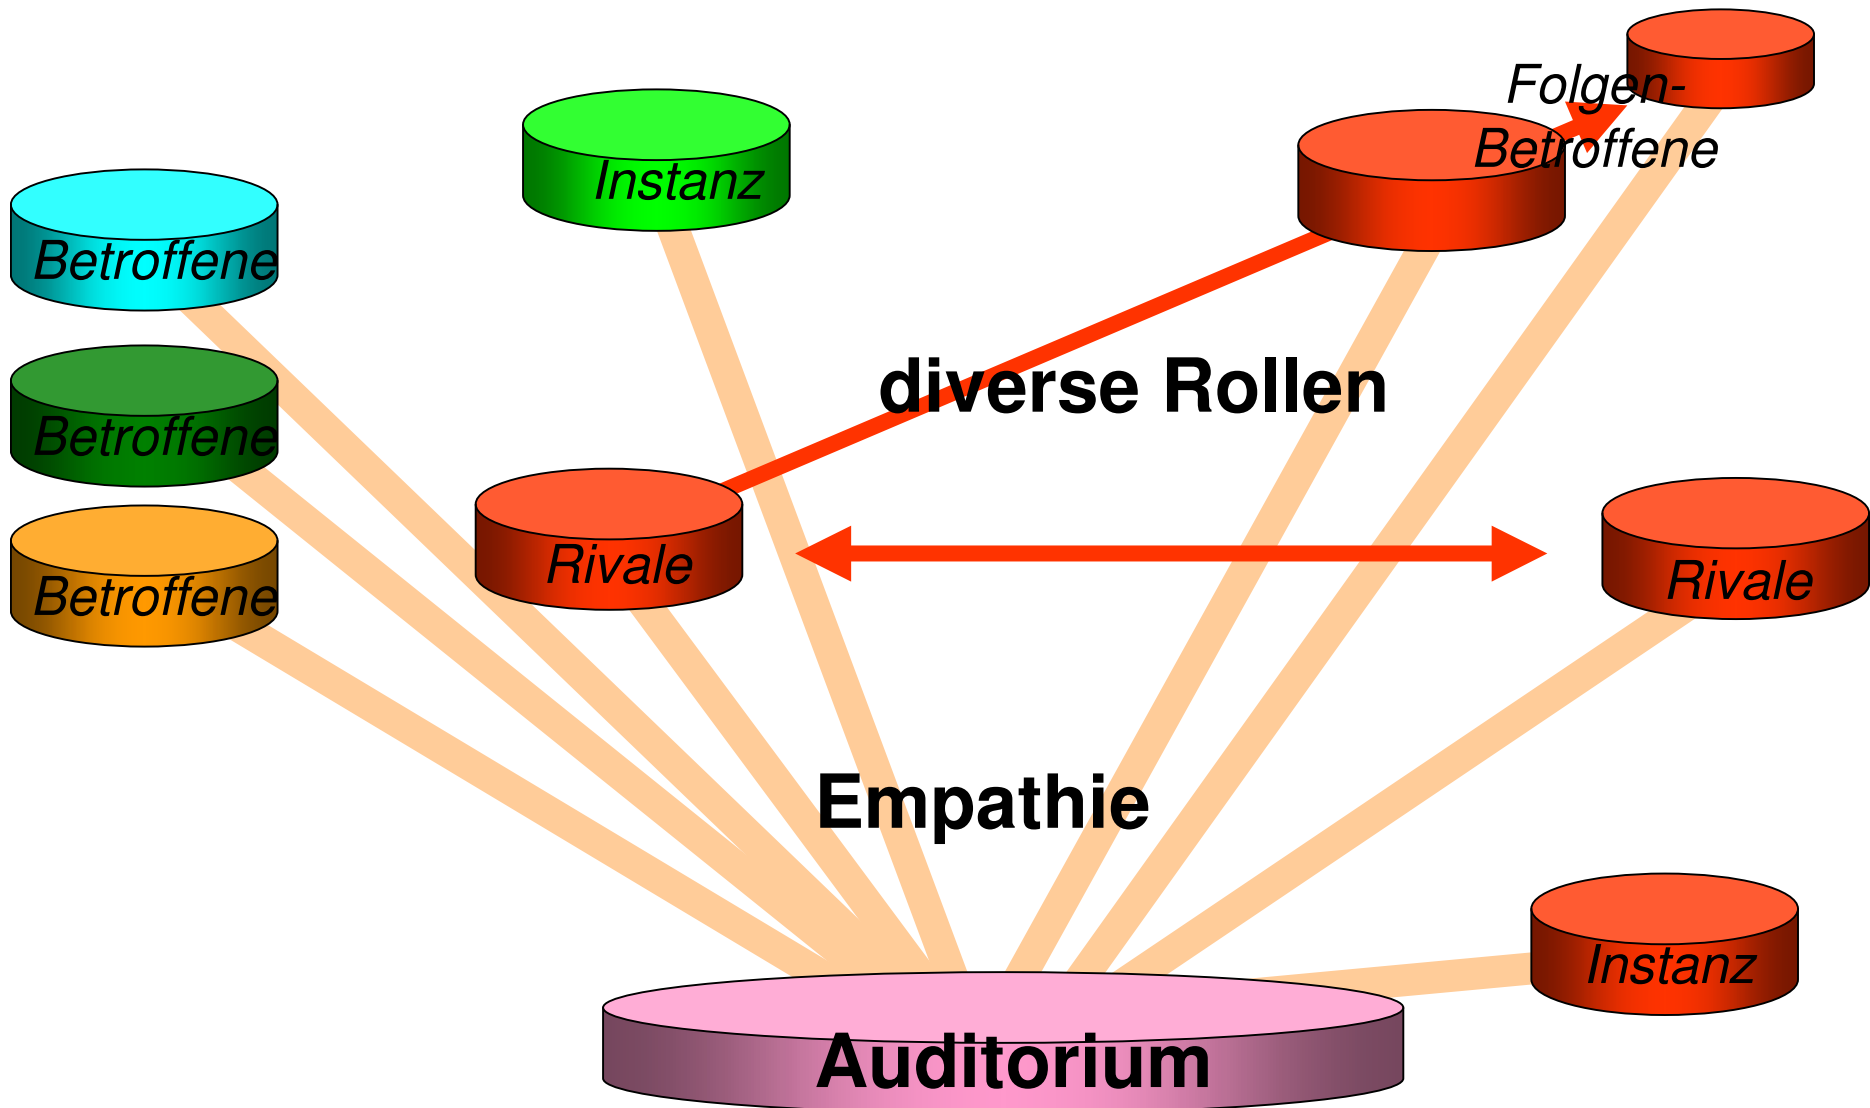 Folgen-
Betroffene
Instanz
Betroffene
diverse Rollen
Betroffene
Rivale
Rivale
Betroffene
Empathie
Instanz
Auditorium